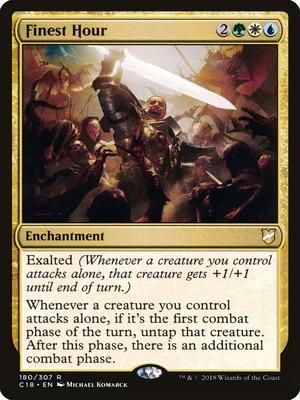 Finest Hour 2
Enchantment
Exalted (Whenever a creature you control
attacks alone, that creature gets +1/+1
until end of turn.)
Whenever a creature you control
attacks alone, if it's the first combat
phase of the turn, untap that creature.
After this phase, there is an additional
combat phase.
180/307 R
C18 • EN MICHAEL KOMARCK
™ & © 2018 Wizards of the Coast